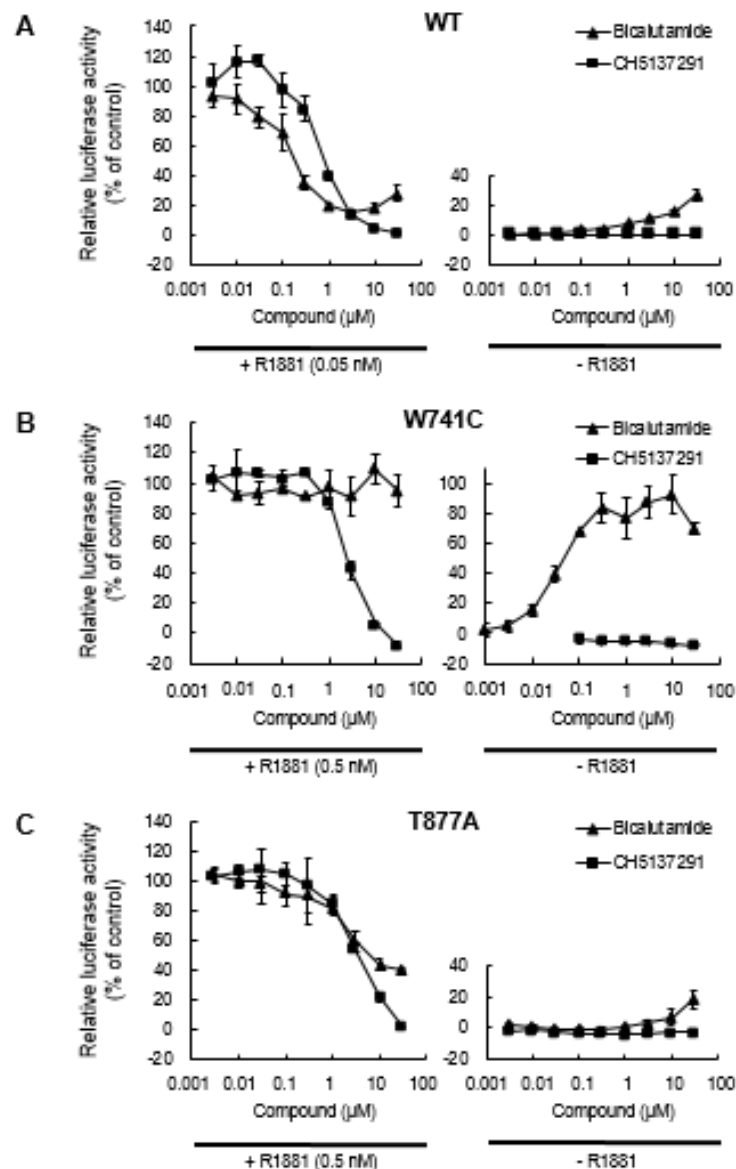 A
WT
Bicalutamide
CH5137291
Relative luciferase activity
(% of control)
140
120
100
80
60
40
20
0
-20
40
20
0
-20
0.001 0.01 0.1 1 10 100
0.001 0.01 0.1 1 10 100
Compound (µM)
Compound (µM)
+ R1881 (0.05 nM)
- R1881
B
W741C
Bicalutamide
CH5137291
Relative luciferase activity
(% of control)
140
120
100
80
60
40
20
0
-20
100
80
60
40
20
0
-20
0.001 0.01 0.1 1 10 100
0.001 0.01 0.1 1 10 100
Compound (µM)
Compound (µM)
+ R1881 (0.5 nM)
- R1881
C
T877A
Bicalutamide
CH5137291
Relative luciferase activity
(% of control)
140
120
100
80
60
40
20
0
-20
40
20
0
-20
0.001 0.01 0.1 1 10 100
0.001 0.01 0.1 1 10 100
Compound (µM)
Compound (µM)
+ R1881 (0.5 nM)
- R1881